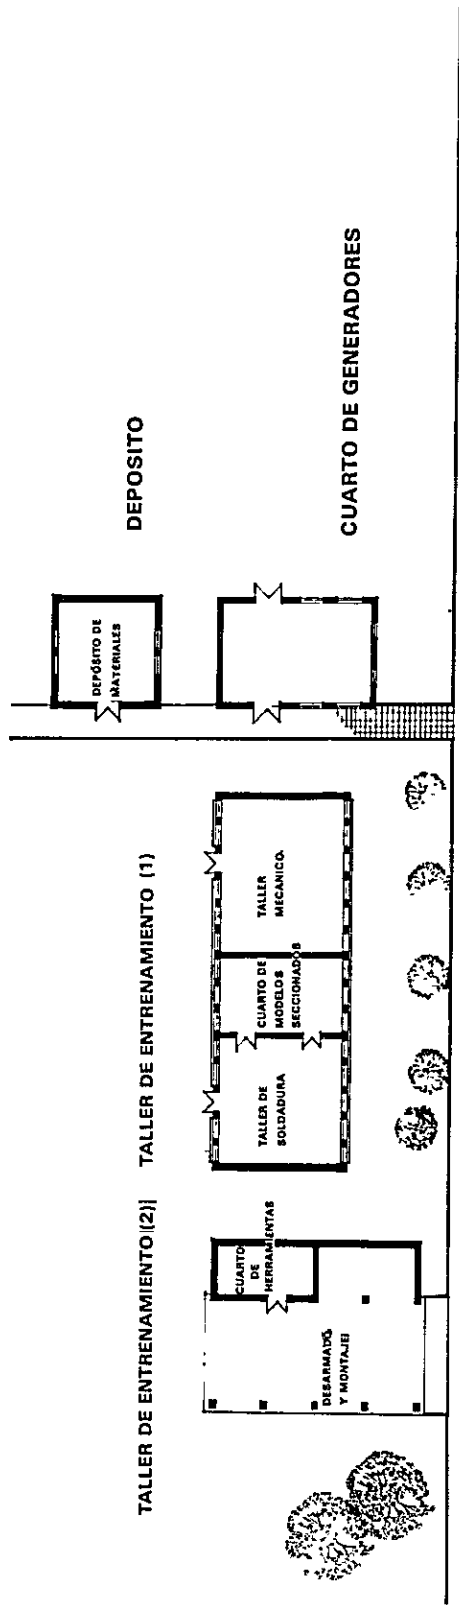 TALLER DE ENTRENAMIENTO (2)
TALLER DE ENTRENAMIENTO (1)
DEPOSITO
CUARTO
DE
HERRAMIENTAS
DESARMADO
Y MONTAJE
TALLER DE
SOLDADURA
CUARTO DE
MODELOS
SECCIONADOS
TALLER
MECANICO
DEPÓSITO DE
MATERIALES
CUARTO DE GENERADORES